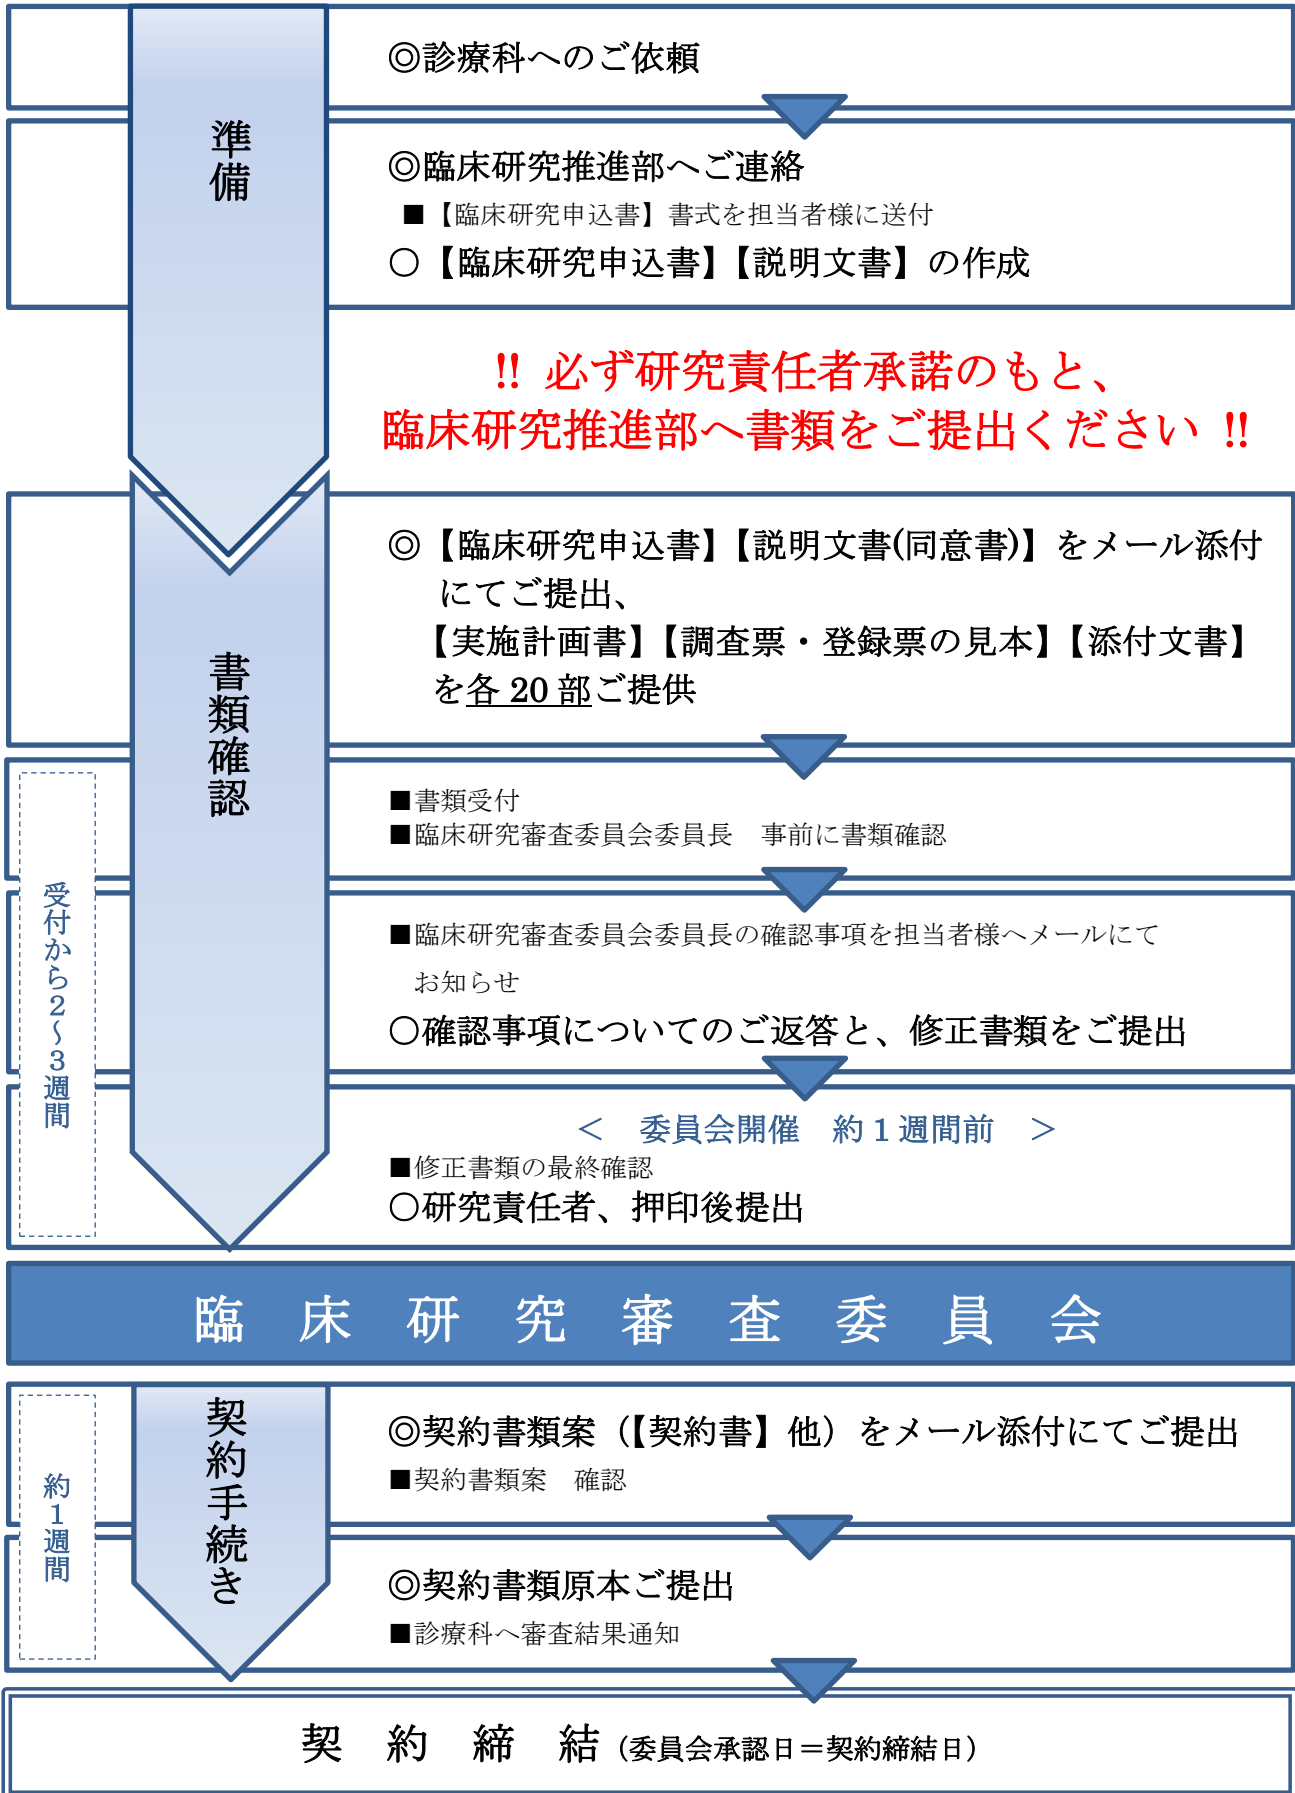 準備
◎診療科へのご依頼
◎臨床研究推進部へご連絡
■【臨床研究申込書】書式を担当者様に送付
○【臨床研究申込書】【説明文書】の作成
!! 必ず研究責任者承諾のもと、
臨床研究推進部へ書類をご提出ください !!
書類確認
◎【臨床研究申込書】【説明文書(同意書)】をメール添付
にてご提出、
【実施計画書】【調査票・登録票の見本】【添付文書】
を各 20 部ご提供
受付から2～3週間
■書類受付
■臨床研究審査委員会委員長　事前に書類確認
■臨床研究審査委員会委員長の確認事項を担当者様へメールにて
お知らせ
○確認事項についてのご返答と、修正書類をご提出
＜　委員会開催　約 1 週間前　＞
■修正書類の最終確認
○研究責任者、押印後提出
臨　床　研　究　審　査　委　員　会
約1週間
契約手続き
◎契約書類案（【契約書】他）をメール添付にてご提出
■契約書類案　確認
◎契約書類原本ご提出
■診療科へ審査結果通知
契　約　締　結（委員会承認日＝契約締結日）